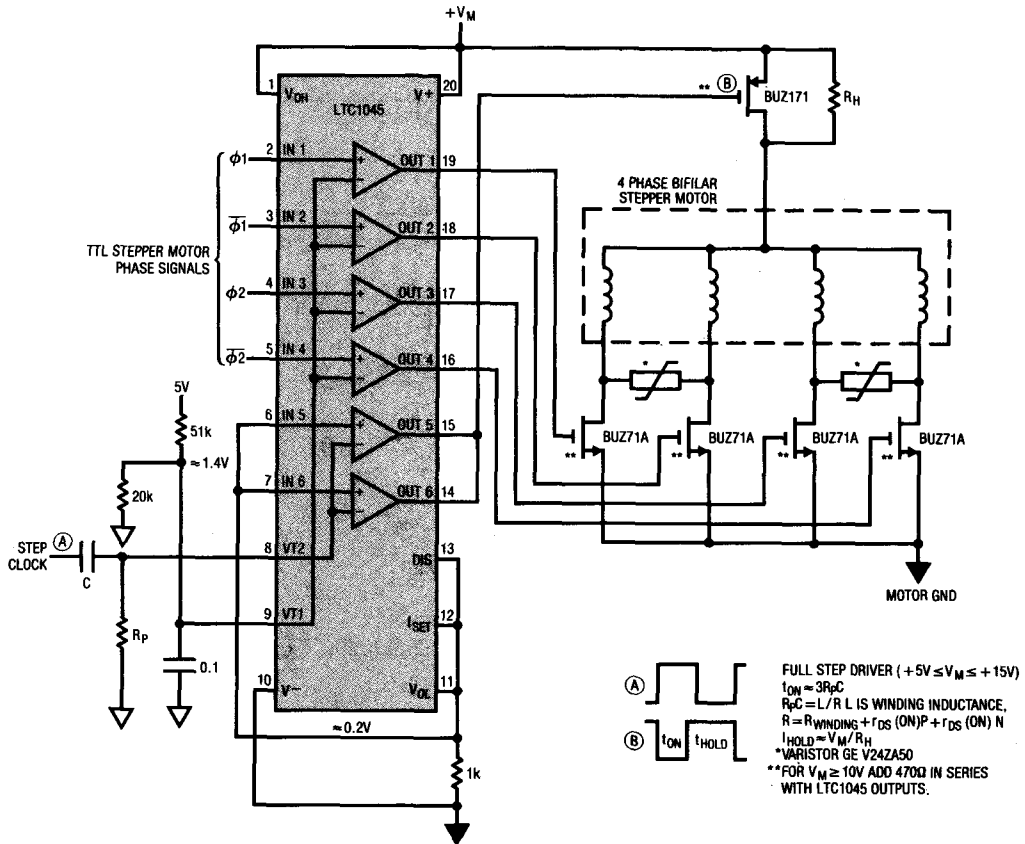 +VM
1
VOH
V+
20
LTC1045
** Ⓑ
BUZ171
RH
TTL STEPPER MOTOR
PHASE SIGNALS
ϕ1
2
IN 1
+
−
OUT 1
19
ϕ1̅
3
IN 2
+
−
OUT 2
18
ϕ2
4
IN 3
+
−
OUT 3
17
ϕ2̅
5
IN 4
+
−
OUT 4
16
6
IN 5
+
−
OUT 5
15
7
IN 6
+
−
OUT 6
14
4 PHASE BIFILAR
STEPPER MOTOR
*
*
BUZ71A
**
BUZ71A
**
BUZ71A
**
BUZ71A
**
MOTOR GND
5V
51k
≈1.4V
20k
STEP
CLOCK
Ⓐ
C
RP
8
VT2
9
VT1
0.1
10
V−
DIS
13
ISET
12
VOL
11
≈0.2V
1k
Ⓐ
Ⓑ
tON
tHOLD
FULL STEP DRIVER (+5V≤VM≤+15V)
tON≈3RPC
RPC=L/R L IS WINDING INDUCTANCE,
R=RWINDING+rDS (ON)P+rDS (ON) N
IHOLD≈VM/RH
*VARISTOR GE V24ZA50
**FOR VM≥10V ADD 470Ω IN SERIES
WITH LTC1045 OUTPUTS.